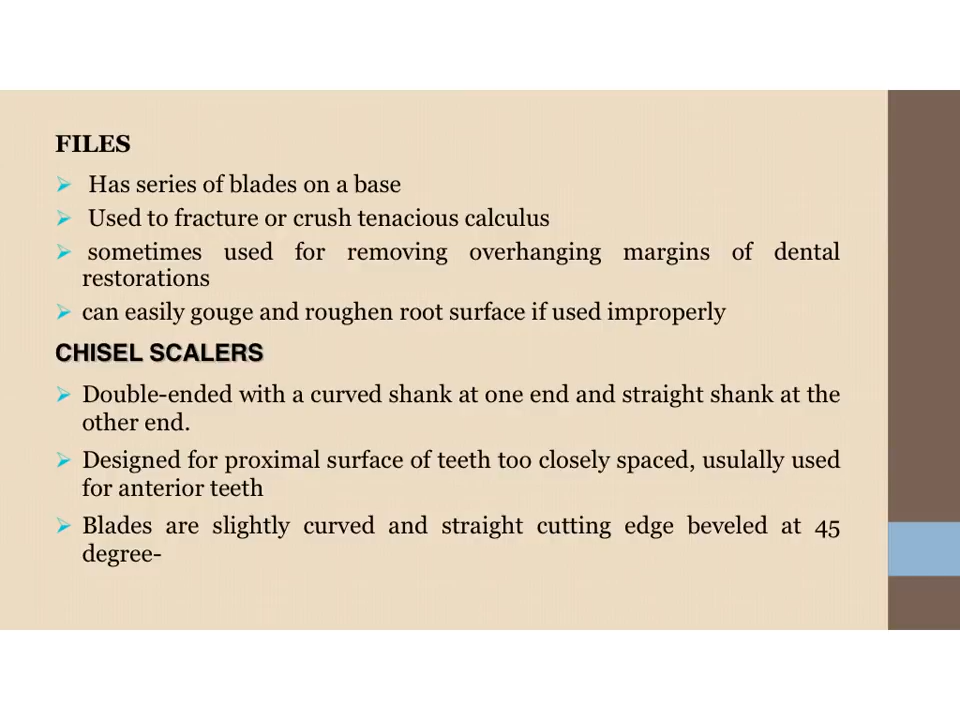 FILES
➢ Has series of blades on a base
➢ Used to fracture or crush tenacious calculus
➢ sometimes used for removing overhanging margins of dental
restorations
➢ can easily gouge and roughen root surface if used improperly
CHISEL SCALERS
➢ Double-ended with a curved shank at one end and straight shank at the
other end.
➢ Designed for proximal surface of teeth too closely spaced, usulally used
for anterior teeth
➢ Blades are slightly curved and straight cutting edge beveled at 45
degree-